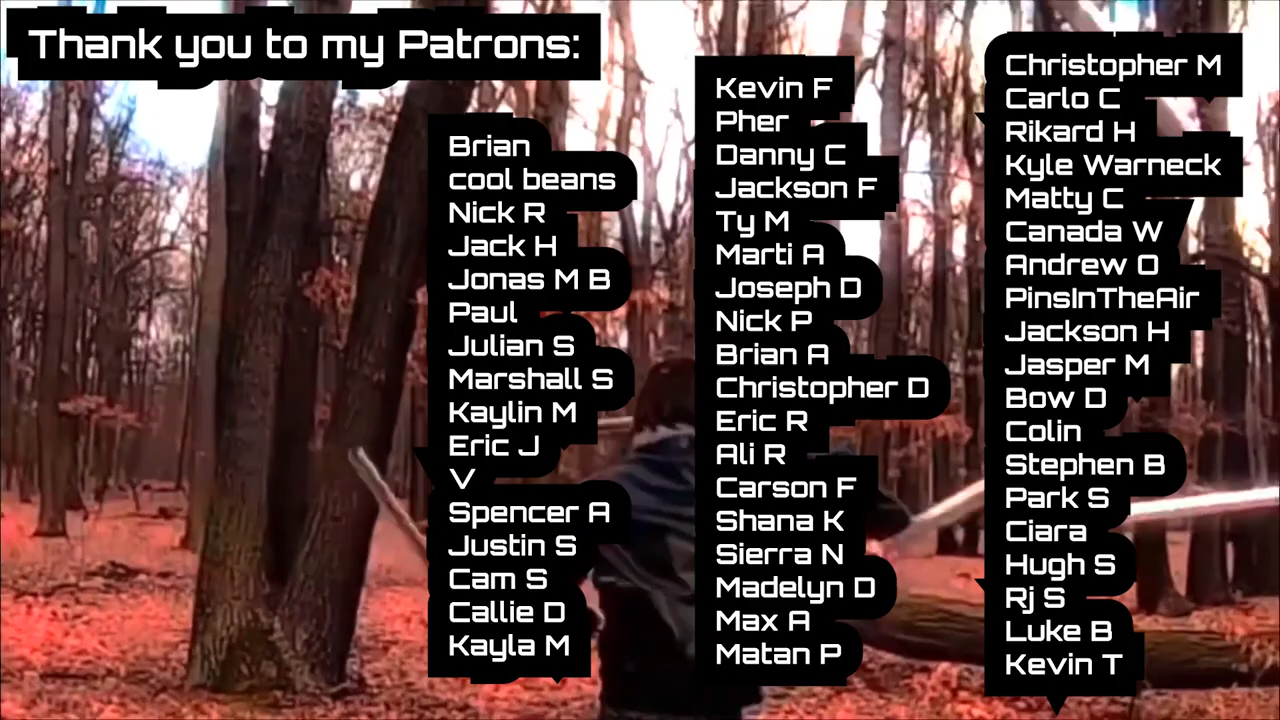 Thank you to my Patrons:
Brian
cool beans
Nick R
Jack H
Jonas M B
Paul
Julian S
Marshall S
Kaylin M
Eric J
V
Spencer A
Justin S
Cam S
Callie D
Kayla M
Kevin F
Pher
Danny C
Jackson F
Ty M
Marti A
Joseph D
Nick P
Brian A
Christopher D
Eric R
Ali R
Carson F
Shana K
Sierra N
Madelyn D
Max A
Matan P
Christopher M
Carlo C
Rikard H
Kyle Warneck
Matty C
Canada W
Andrew O
PinsInTheAir
Jackson H
Jasper M
Bow D
Colin
Stephen B
Park S
Ciara
Hugh S
Rj S
Luke B
Kevin T